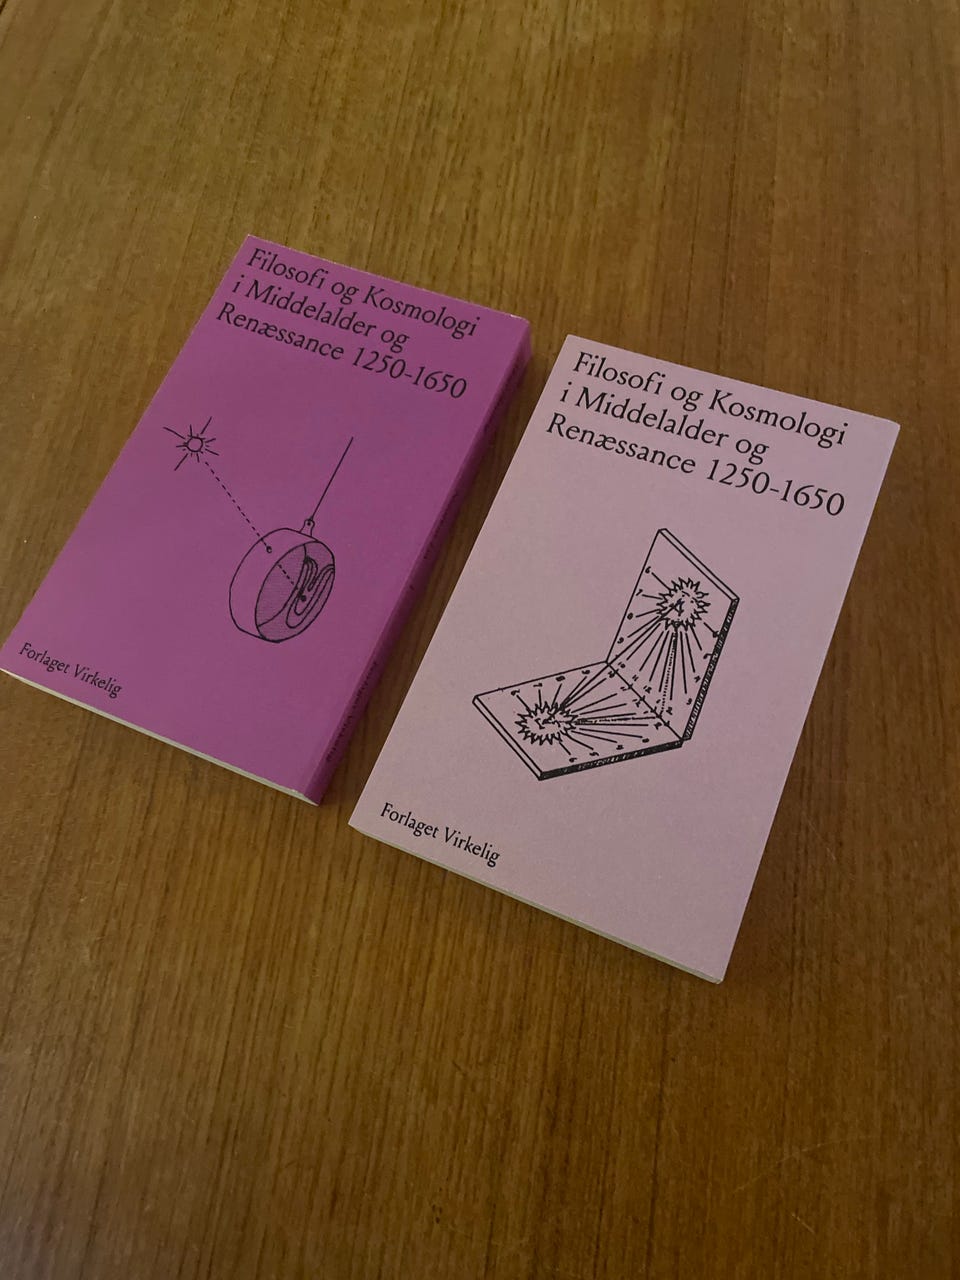 Filosofi og Kosmologi
i Middelalder og
Renæssance 1250-1650
Forlaget Virkelig
Filosofi og Kosmologi
i Middelalder og
Renæssance 1250-1650
Forlaget Virkelig